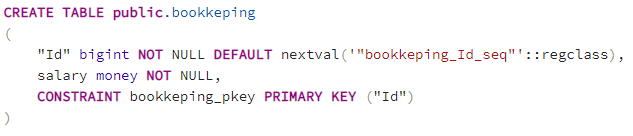 CREATE TABLE public.bookkeping
(
    "Id" bigint NOT NULL DEFAULT nextval('"bookkeping_Id_seq"'::regclass),
    salary money NOT NULL,
    CONSTRAINT bookkeping_pkey PRIMARY KEY ("Id")
)